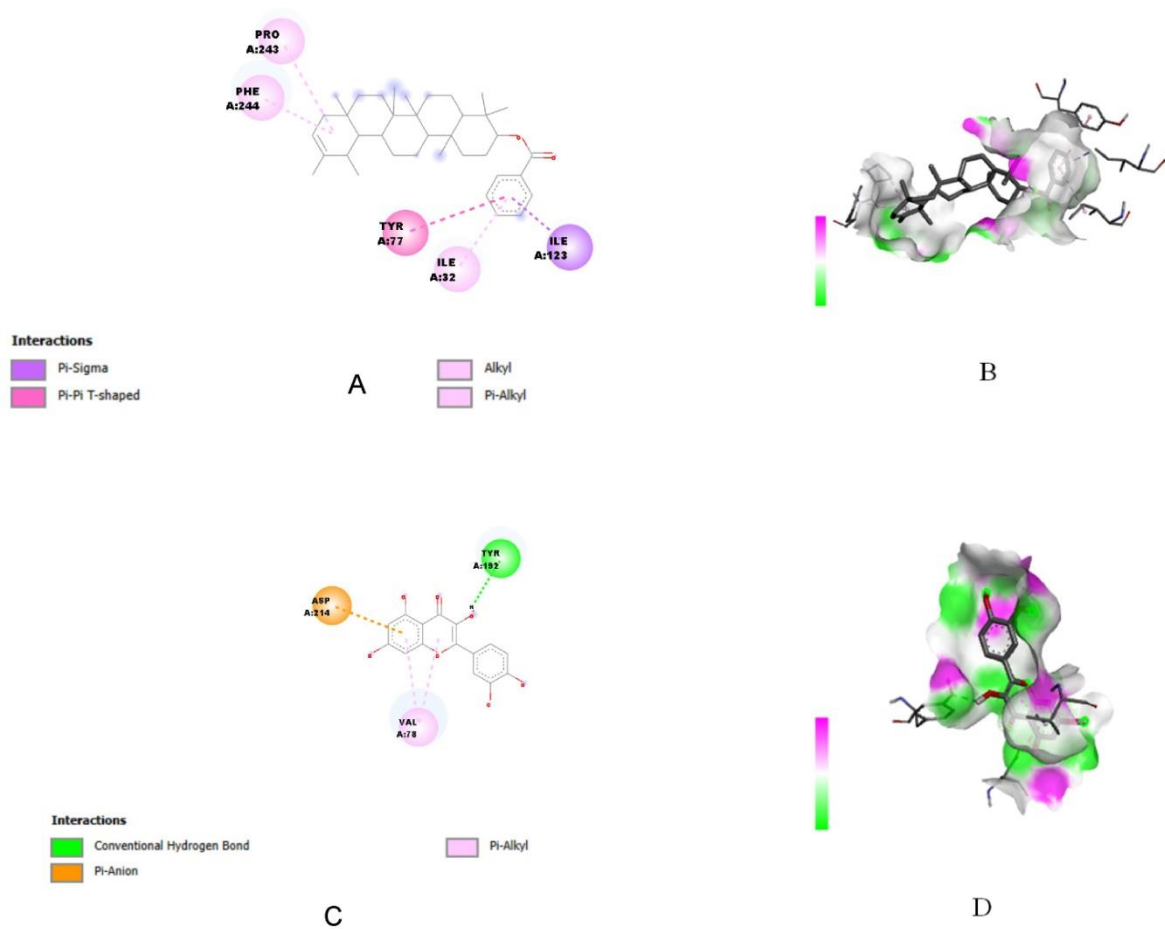 PRO
A:243
PHE
A:244
TYR
A:77
ILE
A:32
ILE
A:123
Interactions
Pi-Sigma
Pi-Pi T-shaped
Alkyl
Pi-Alkyl
A
B
TYR
A:192
ASP
A:214
VAL
A:78
Interactions
Conventional Hydrogen Bond
Pi-Anion
Pi-Alkyl
C
D